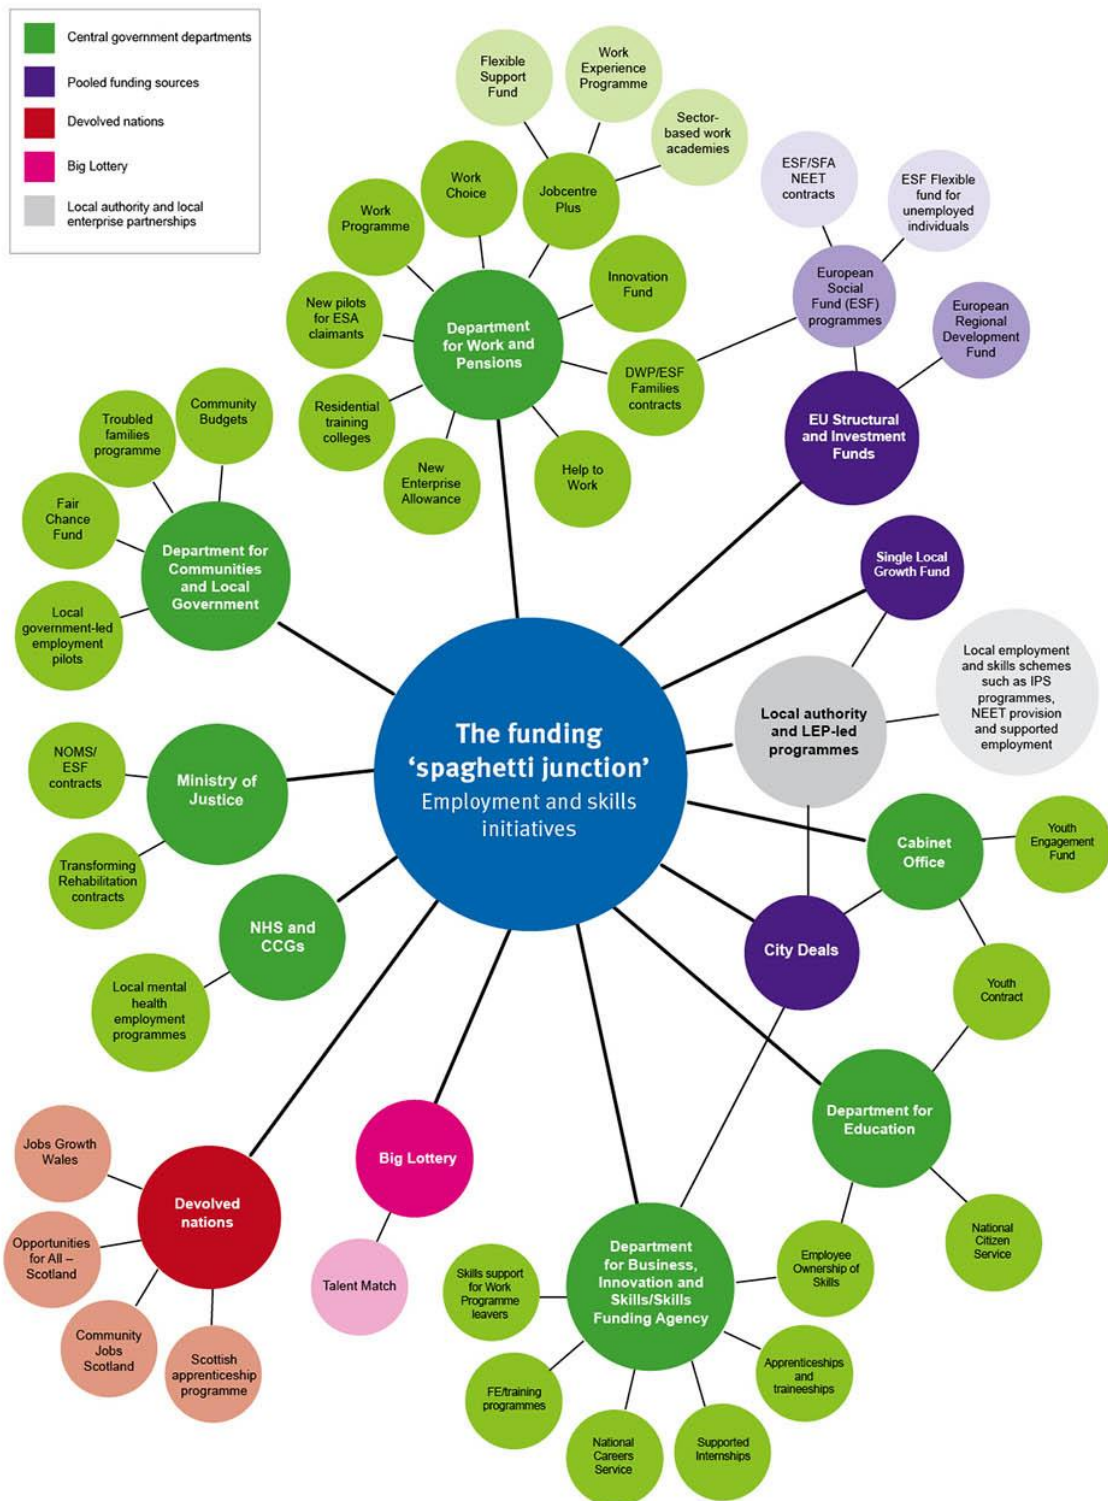 Central government departments
Pooled funding sources
Devolved nations
Big Lottery
Local authority and local
enterprise partnerships
Flexible
Support
Fund
Work
Experience
Programme
Sector-
based work
academies
Work
Choice
Jobcentre
Plus
Work
Programme
New pilots
for ESA
claimants
Innovation
Fund
Department
for Work and
Pensions
DWP/ESF
Families
contracts
Residential
training
colleges
New
Enterprise
Allowance
Help to
Work
ESF/SFA
NEET
contracts
ESF Flexible
fund for
unemployed
individuals
European
Social
Fund (ESF)
programmes
European
Regional
Development
Fund
EU Structural
and Investment
Funds
Community
Budgets
Troubled
families
programme
Fair
Chance
Fund
Local
government-led
employment
pilots
Department for
Communities
and Local
Government
Single Local
Growth Fund
Local authority
and LEP-led
programmes
Local employment
and skills schemes
such as IPS
programmes,
NEET provision
and supported
employment
The funding
‘spaghetti junction’
Employment and skills
initiatives
NOMS/
ESF
contracts
Ministry of
Justice
Transforming
Rehabilitation
contracts
NHS and
CCGs
Local mental
health
employment
programmes
Cabinet
Office
Youth
Engagement
Fund
City Deals
Youth
Contract
Department for
Education
National
Citizen
Service
Employee
Ownership of
Skills
Jobs Growth
Wales
Devolved
nations
Opportunities
for All –
Scotland
Community
Jobs
Scotland
Scottish
apprenticeship
programme
Big Lottery
Talent Match
Department
for Business,
Innovation and
Skills/Skills
Funding Agency
Skills support
for Work
Programme
leavers
FE/training
programmes
National
Careers
Service
Supported
Internships
Apprenticeships
and
traineeships